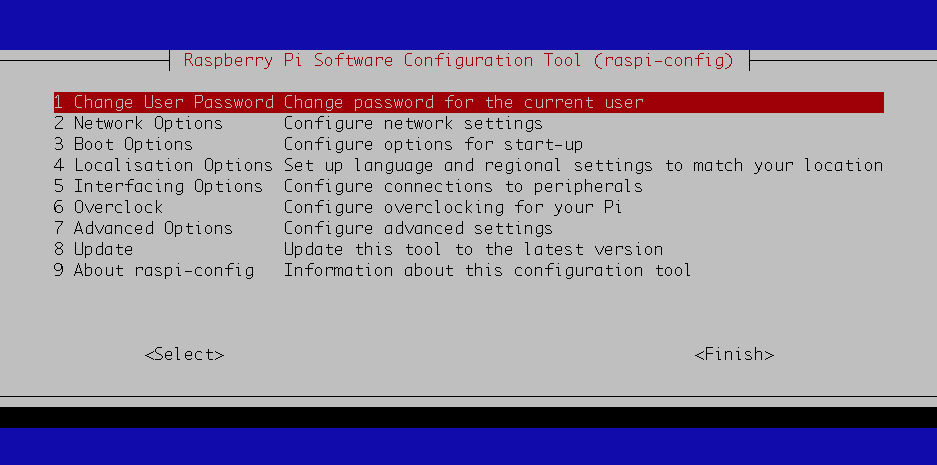 Raspberry Pi Software Configuration Tool (raspi-config)
1 Change User Password Change password for the current user
2 Network Options Configure network settings
3 Boot Options Configure options for start-up
4 Localisation Options Set up language and regional settings to match your location
5 Interfacing Options Configure connections to peripherals
6 Overclock Configure overclocking for your Pi
7 Advanced Options Configure advanced settings
8 Update Update this tool to the latest version
9 About raspi-config Information about this configuration tool
<Select> <Finish>